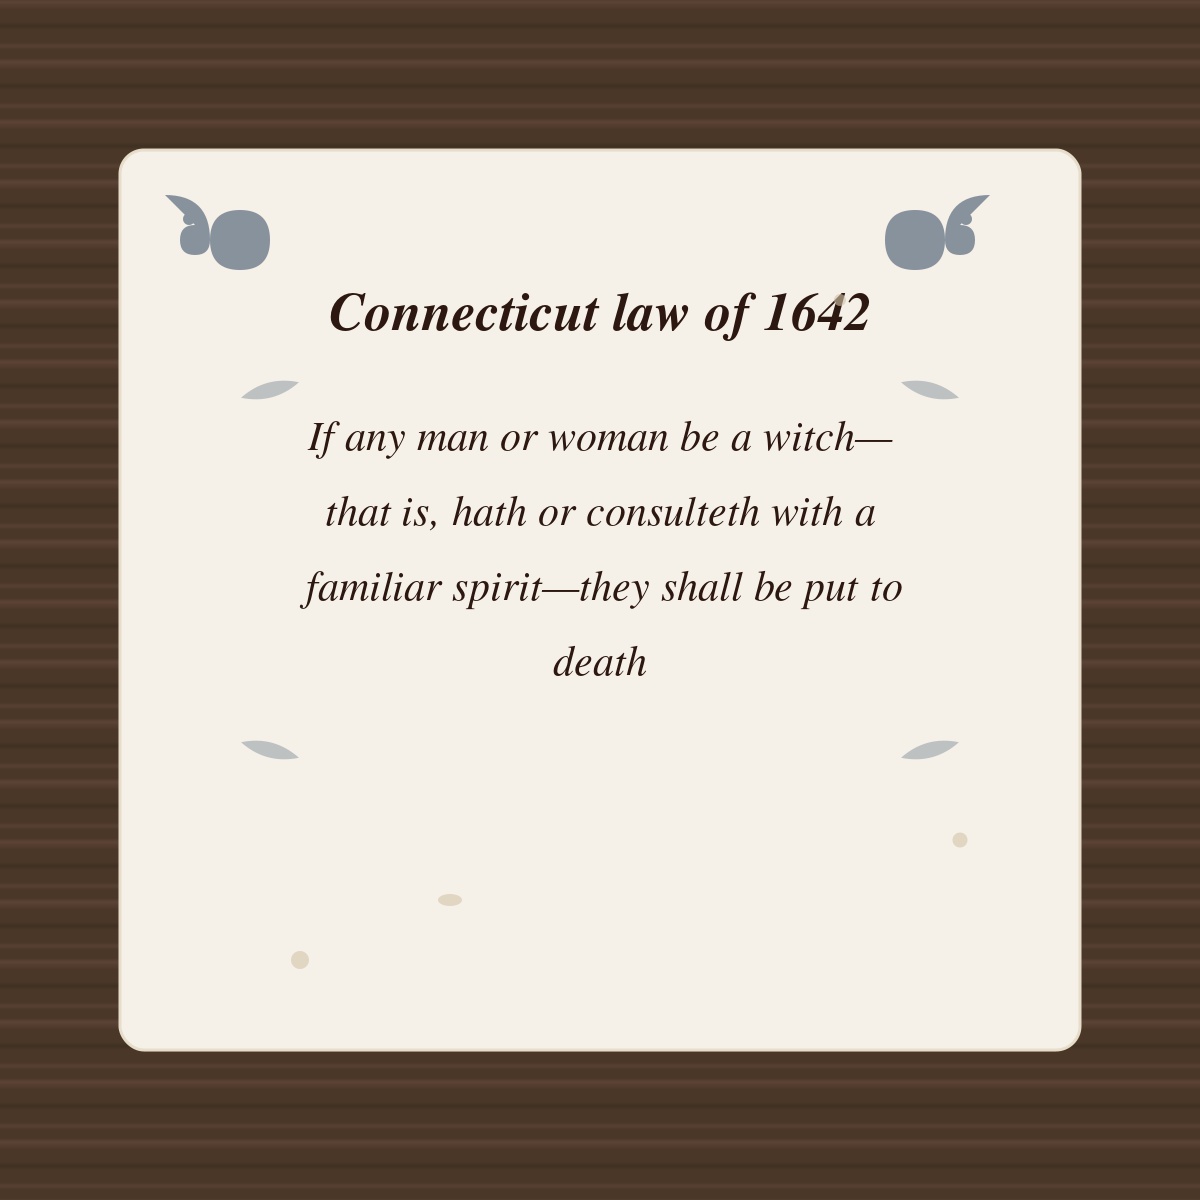 Connecticut law of 1642
If any man or woman be a witch—
that is, hath or consulteth with a
familiar spirit—they shall be put to
death